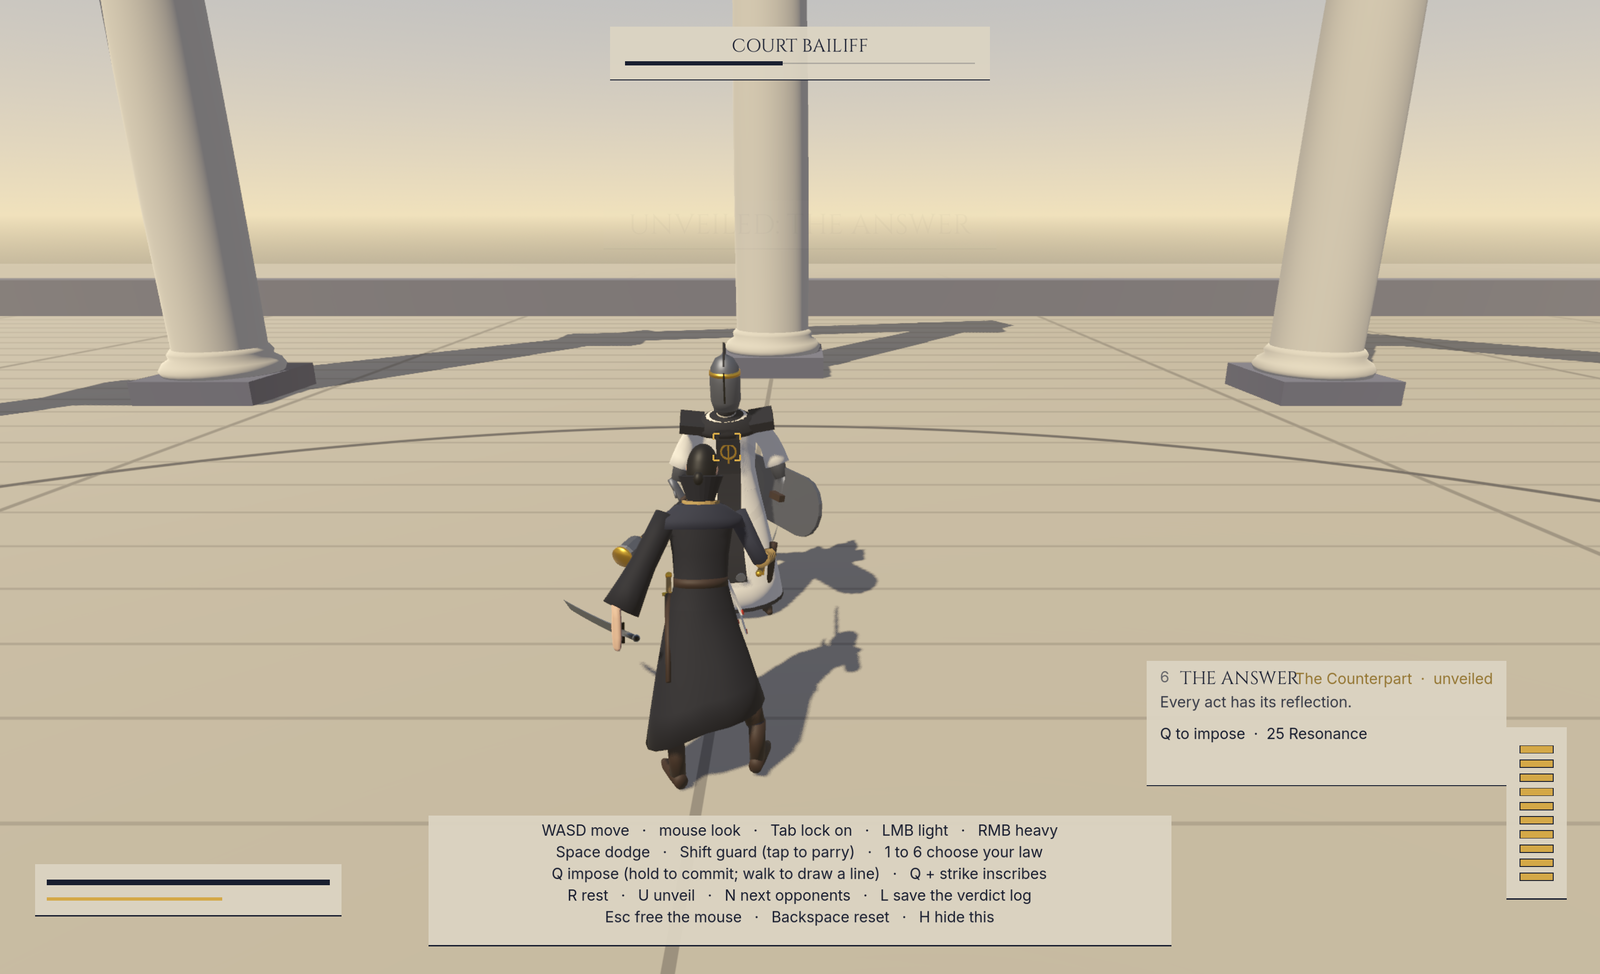 COURT BAILIFF
UNVEILED THE ANSWER
6 THE ANSWER The Counterpart · unveiled
Every act has its reflection.
Q to impose · 25 Resonance
WASD move · mouse look · Tab lock on · LMB light · RMB heavy
Space dodge · Shift guard (tap to parry) · 1 to 6 choose your law
Q impose (hold to commit; walk to draw a line) · Q + strike inscribes
R rest · U unveil · N next opponents · L save the verdict log
Esc free the mouse · Backspace reset · H hide this